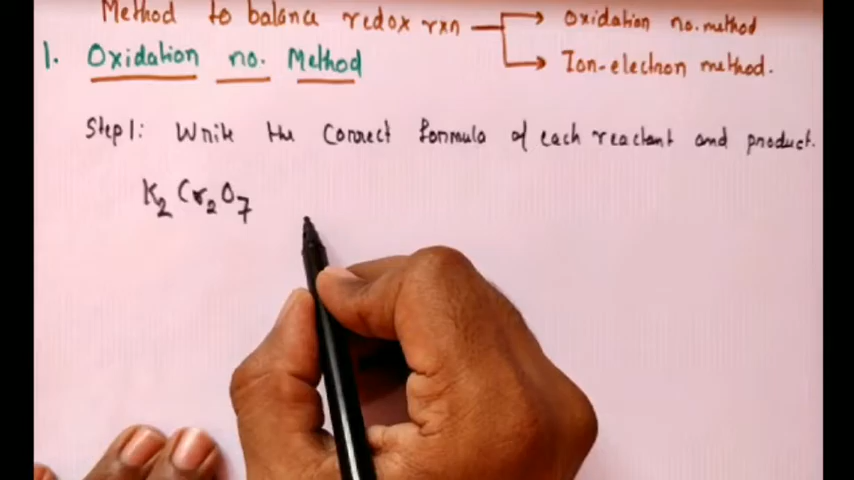 Method to balance redox rxn → oxidation no. method
→ Ion-electron method.
1. Oxidation no. Method
Step 1: Write the Correct formula of each reactant and product.
K₂Cr₂O₇